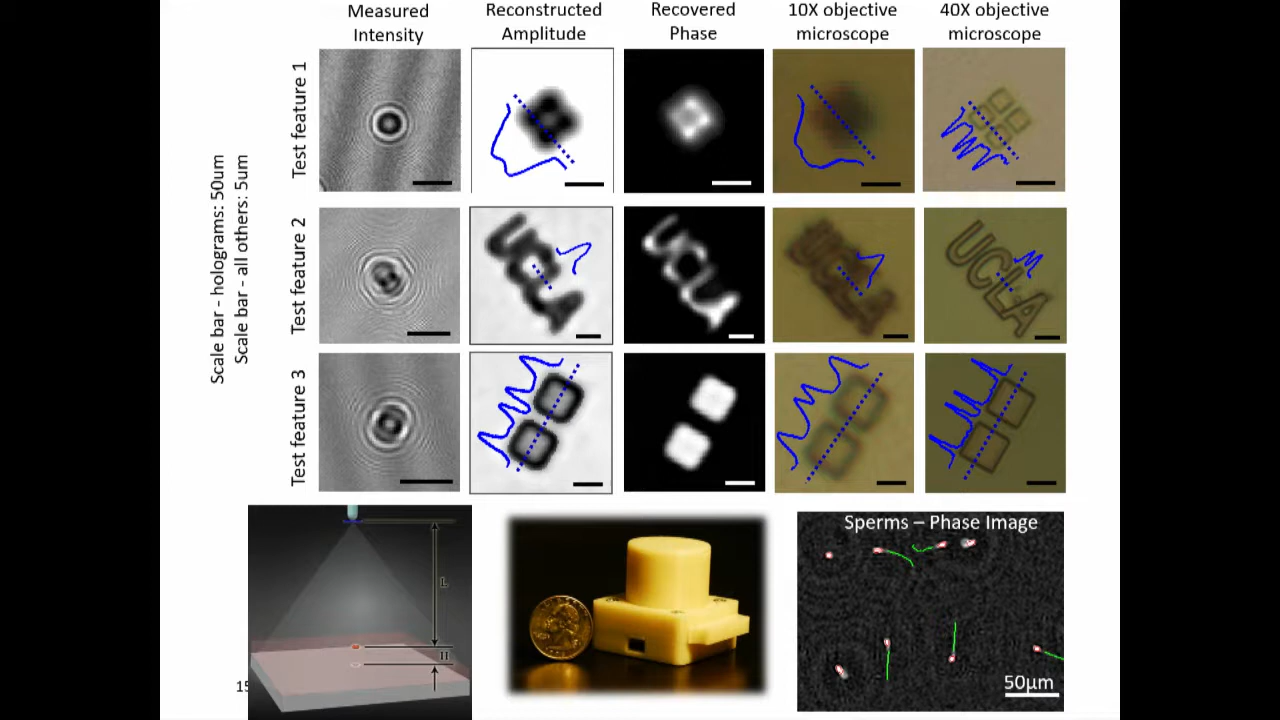 Measured
Intensity
Reconstructed
Amplitude
Recovered
Phase
10X objective
microscope
40X objective
microscope
Test feature 1
Test feature 2
Test feature 3
Scale bar - holograms: 50um
Scale bar - all others: 5um
UCLA
UCLA
UCLA
UCLA
L
H
15
Sperms – Phase Image
50µm